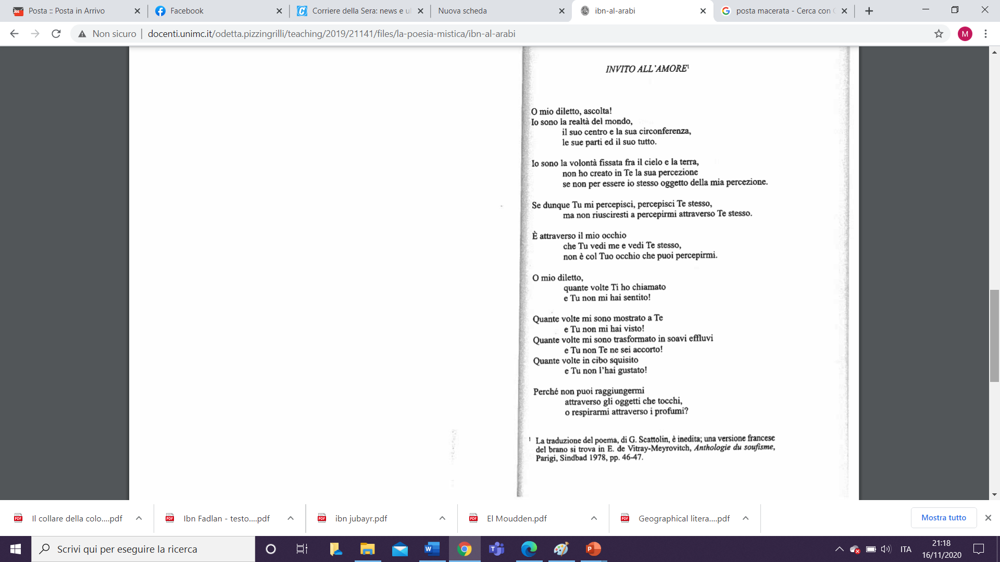 Posta :: Posta in Arrivo
Facebook
Corriere della Sera: news e ul
Nuova scheda
ibn-al-arabi
posta macerata - Cerca con G
Non sicuro
docenti.unimc.it/odetta.pizzingrilli/teaching/2019/21141/files/la-poesia-mistica/ibn-al-arabi
M
INVITO ALL'AMORE¹
O mio diletto, ascolta!
Io sono la realtà del mondo,
il suo centro e la sua circonferenza,
le sue parti ed il suo tutto.
Io sono la volontà fissata fra il cielo e la terra,
non ho creato in Te la sua percezione
se non per essere io stesso oggetto della mia percezione.
Se dunque Tu mi percepisci, percepisci Te stesso,
ma non riusciresti a percepirmi attraverso Te stesso.
È attraverso il mio occhio
che Tu vedi me e vedi Te stesso,
non è col Tuo occhio che puoi percepirmi.
O mio diletto,
quante volte Ti ho chiamato
e Tu non mi hai sentito!
Quante volte mi sono mostrato a Te
e Tu non mi hai visto!
Quante volte mi sono trasformato in soavi effluvi
e Tu non Te ne sei accorto!
Quante volte in cibo squisito
e Tu non l'hai gustato!
Perché non puoi raggiungermi
attraverso gli oggetti che tocchi,
o respirarmi attraverso i profumi?
¹ La traduzione del poema, di G. Scattolin, è inedita; una versione francese
del brano si trova in E. de Vitray-Meyrovitch, Anthologie du soufisme,
Parigi, Sindbad 1978, pp. 46-47.
Il collare della colo....pdf
Ibn Fadlan - testo....pdf
ibn jubayr.pdf
El Moudden.pdf
Geographical litera....pdf
Mostra tutto
Scrivi qui per eseguire la ricerca
ITA
21:18
16/11/2020